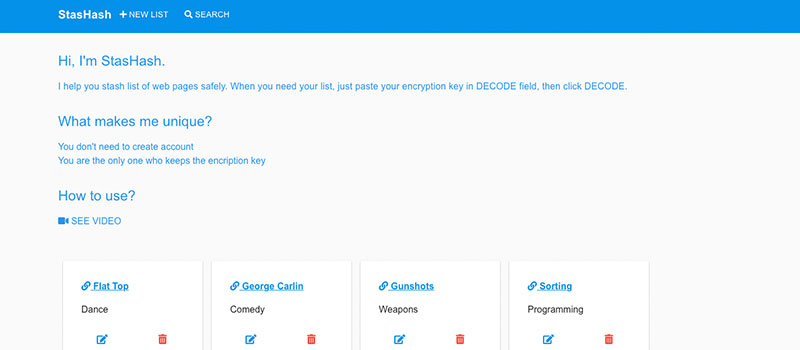 StasHash + NEW LIST SEARCH
Hi, I'm StasHash.
I help you stash list of web pages safely. When you need your list, just paste your encryption key in DECODE field, then click DECODE.
What makes me unique?
You don't need to create account
You are the only one who keeps the encription key
How to use?
SEE VIDEO
Flat Top George Carlin Gunshots Sorting
Dance Comedy Weapons Programming